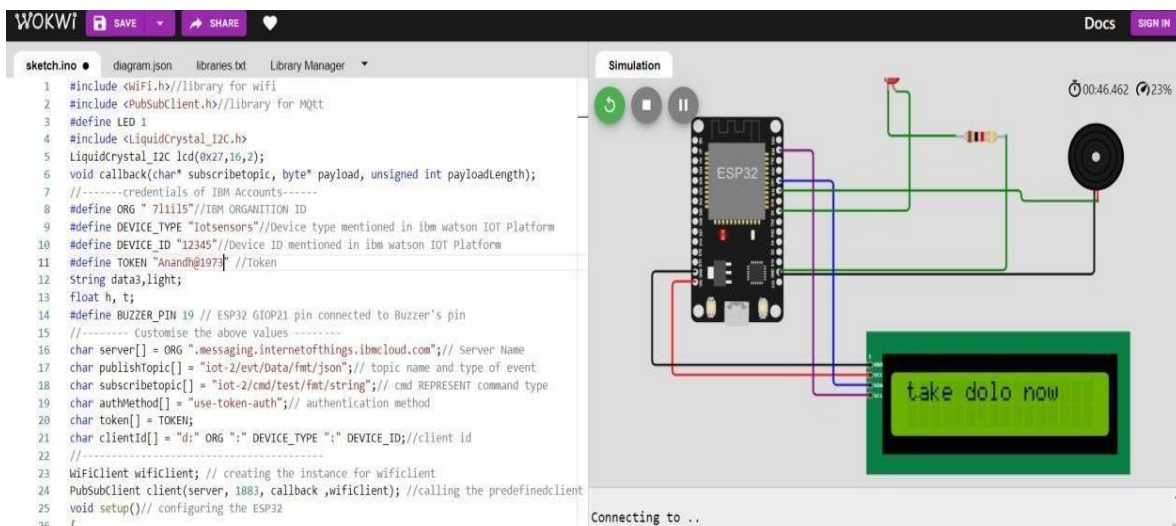 WOKWi SAVE SHARE Docs SIGN IN
sketch.ino ● diagram.json libraries.txt Library Manager
1 #include <WiFi.h>//library for wifi
2 #include <PubSubClient.h>//library for MQtt
3 #define LED 1
4 #include <LiquidCrystal_I2C.h>
5 LiquidCrystal_I2C lcd(0x27,16,2);
6 void callback(char* subscribetopic, byte* payload, unsigned int payloadLength);
7 //-------credentials of IBM Accounts------
8 #define ORG " 7l1il5"//IBM ORGANITION ID
9 #define DEVICE_TYPE "Iotsensors"//Device type mentioned in ibm watson IOT Platform
10 #define DEVICE_ID "12345"//Device ID mentioned in ibm watson IOT Platform
11 #define TOKEN "Anandh@1973" //Token
12 String data3,light;
13 float h, t;
14 #define BUZZER_PIN 19 // ESP32 GIOP21 pin connected to Buzzer's pin
15 //-------- Customise the above values --------
16 char server[] = ORG ".messaging.internetofthings.ibmcloud.com";// Server Name
17 char publishTopic[] = "iot-2/evt/Data/fmt/json";// topic name and type of event
18 char subscribetopic[] = "iot-2/cmd/test/fmt/string";// cmd REPRESENT command type
19 char authMethod[] = "use-token-auth";// authentication method
20 char token[] = TOKEN;
21 char clientId[] = "d:" ORG ":" DEVICE_TYPE ":" DEVICE_ID;//client id
22 //-----------------------------------------
23 WiFiClient wifiClient; // creating the instance for wificlient
24 PubSubClient client(server, 1883, callback ,wifiClient); //calling the predefinedclient
25 void setup()// configuring the ESP32
26 {
Simulation
00:46.462 23%
ESP32
1
GND
VCC
SDA
SCL
take dolo now
Connecting to ..